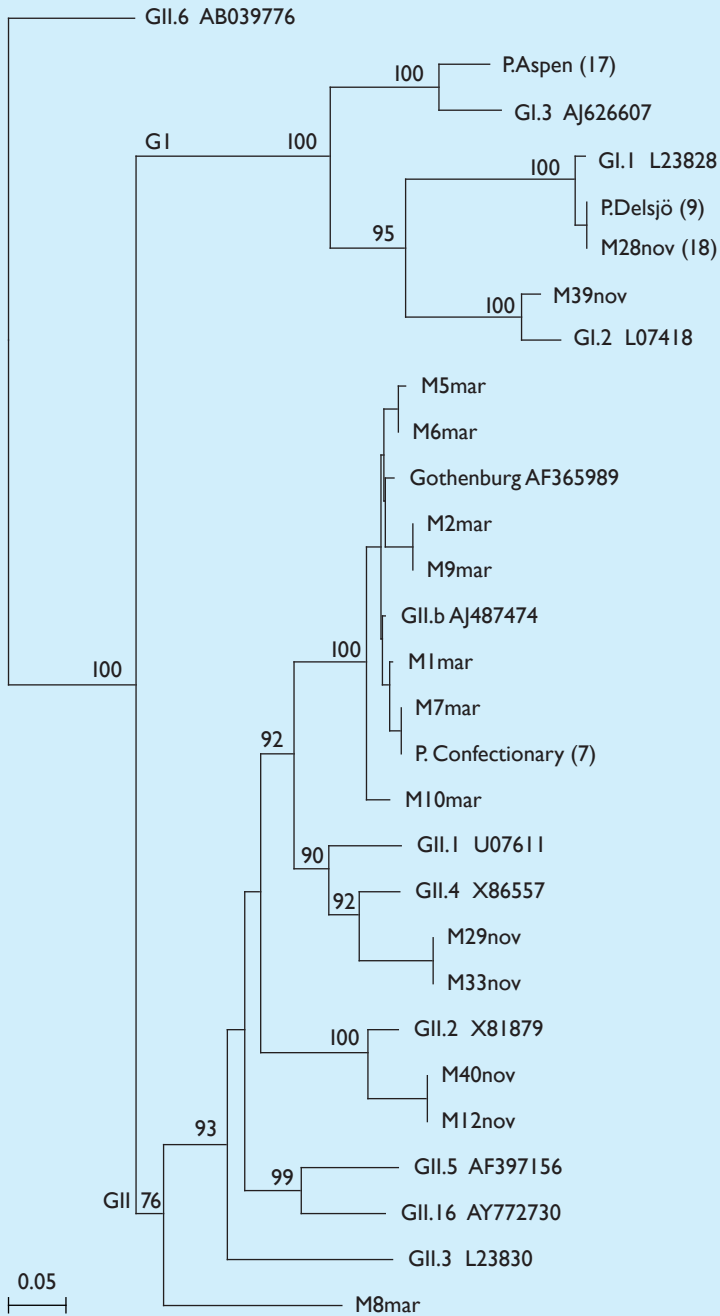 GII.6 AB039776
P.Aspen (17)
100
GI.3 AJ626607
G1 100
GI.1 L23828
100
P.Delsjö (9)
95
M28nov (18)
M39nov
100
GI.2 L07418
M5mar
M6mar
Gothenburg AF365989
M2mar
M9mar
GII.b AJ487474
100
M1mar
100
M7mar
92
P. Confectionary (7)
M10mar
GII.1 U07611
90
GII.4 X86557
92
M29nov
M33nov
GII.2 X81879
100
M40nov
M12nov
93
GII.5 AF397156
99
GII 76
GII.16 AY772730
GII.3 L23830
0.05
M8mar